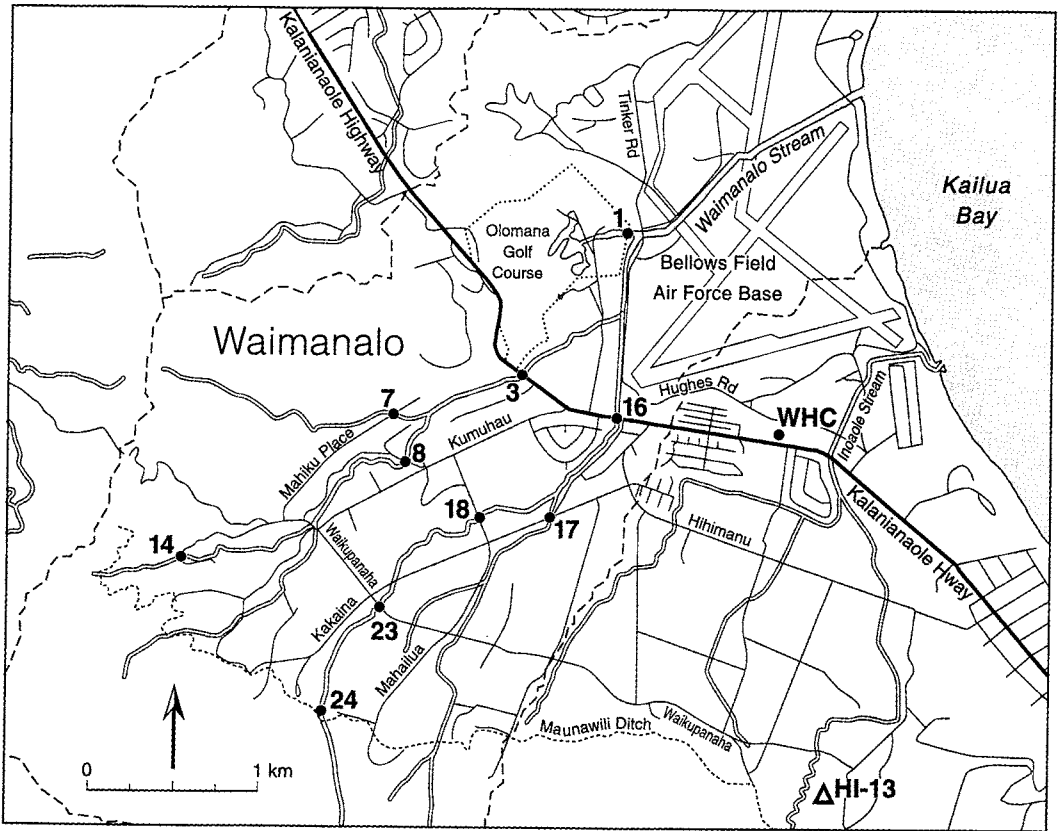 Kalanianaole Highway
Tinker Rd
Waimanalo Stream
Kailua
Bay
1
Olomana
Golf
Course
Bellows Field
Air Force Base
Waimanalo
3
Hughes Rd
7
16
WHC
Inoaole Stream
Kumuhau
Mahiku Place
8
Kalanianaole Hway
18
17
Hihimanu
14
Waikupanaha
Kakaina
23
Mahailua
24
Maunawili Ditch
Waikupanaha
0
1 km
HI-13